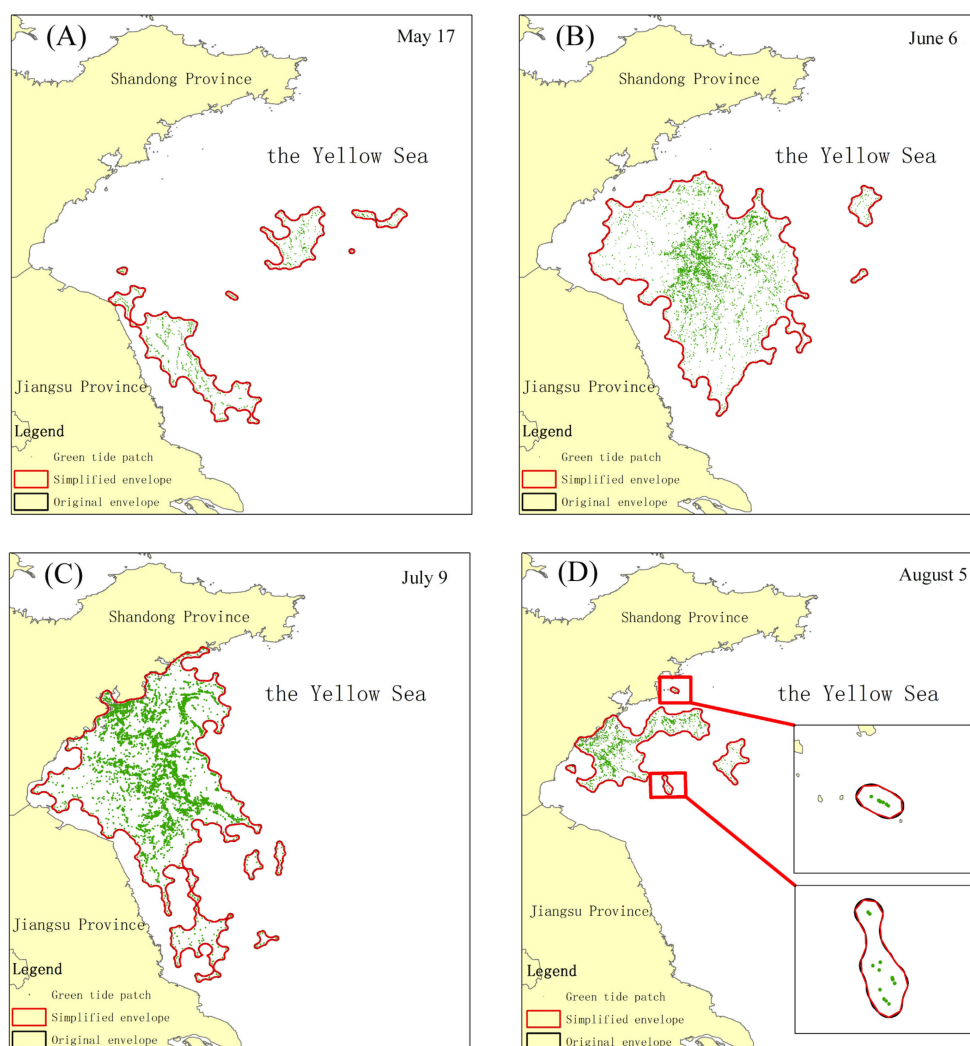 (A)
May 17
Shandong Province
the Yellow Sea
Jiangsu Province
Legend
Green tide patch
Simplified envelope
Original envelope
(B)
June 6
Shandong Province
the Yellow Sea
Jiangsu Province
Legend
Green tide patch
Simplified envelope
Original envelope
(C)
July 9
Shandong Province
the Yellow Sea
Jiangsu Province
Legend
Green tide patch
Simplified envelope
Original envelope
(D)
August 5
Shandong Province
the Yellow Sea
Jiangsu Province
Legend
Green tide patch
Simplified envelope
Original envelope